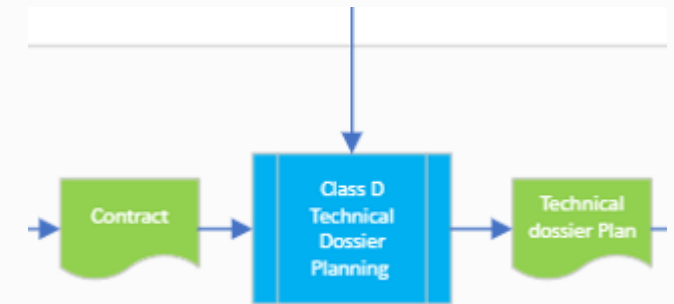 Contract
Class D
Technical
Dossier
Planning
Technical
dossier Plan